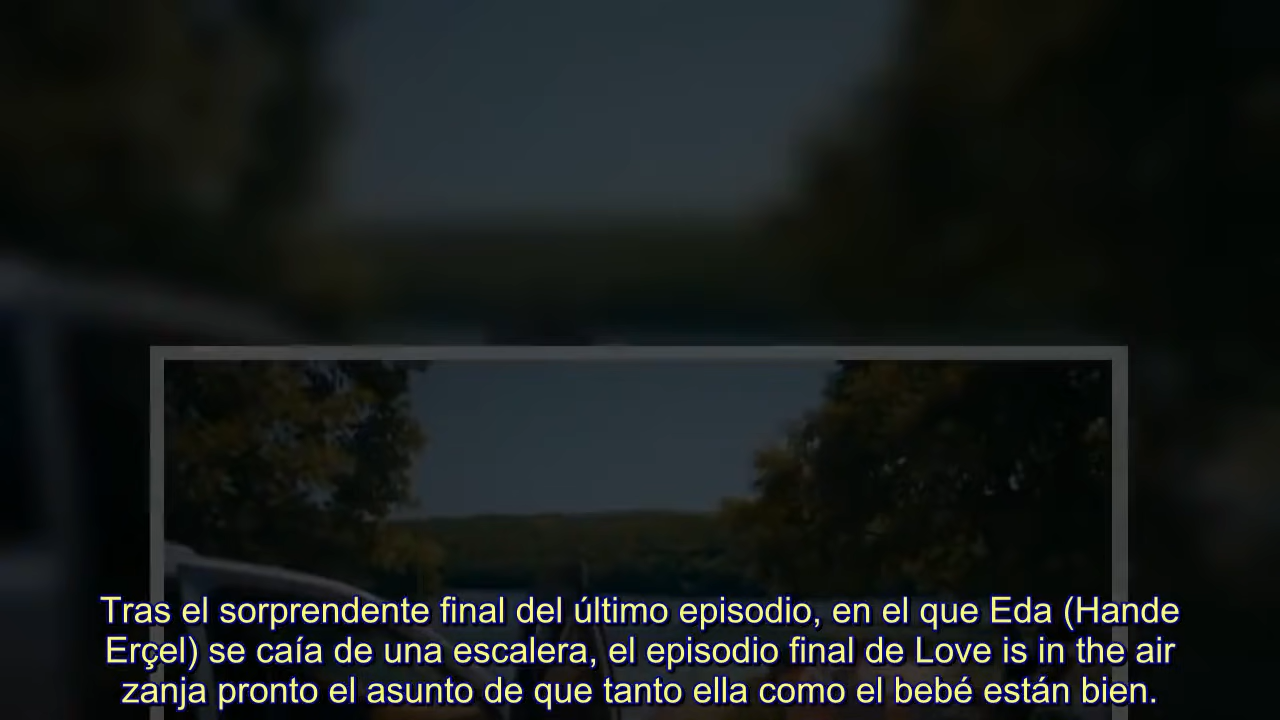 Tras el sorprendente final del último episodio, en el que Eda (Hande
Erçel) se caía de una escalera, el episodio final de Love is in the air
zanja pronto el asunto de que tanto ella como el bebé están bien.